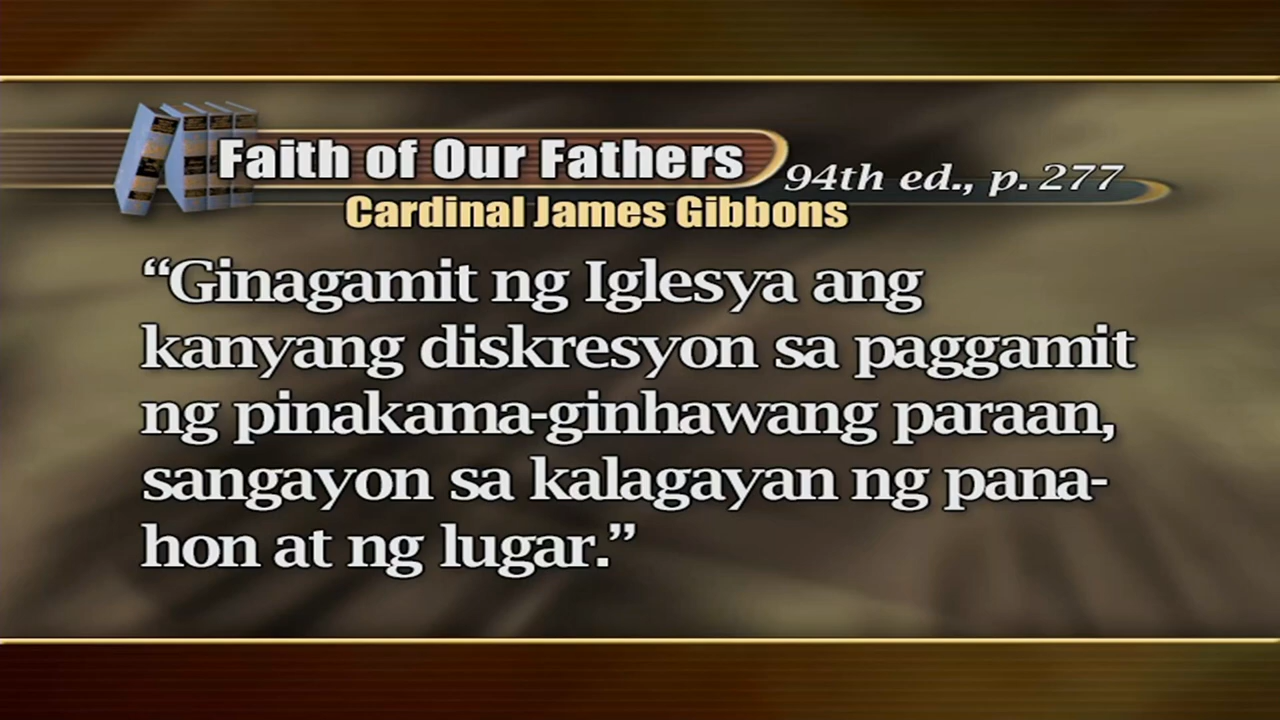 Faith of Our Fathers
94th ed., p. 277
Cardinal James Gibbons
“Ginagamit ng Iglesya ang
kanyang diskresyon sa paggamit
ng pinakama-ginhawang paraan,
sangayon sa kalagayan ng pana-
hon at ng lugar.”